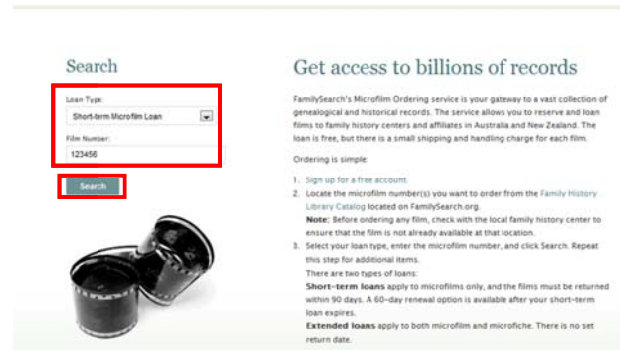 Search
Loan Type:
Short-term Microfilm Loan
Film Number:
123456
Search
Get access to billions of records
FamilySearch's Microfilm Ordering service is your gateway to a vast collection of
genealogical and historical records. The service allows you to reserve and loan
films to family history centers and affiliates in Australia and New Zealand. The
loan is free, but there is a small shipping and handling charge for each film.
Ordering is simple
1. Sign up for a free account.
2. Locate the microfilm number(s) you want to order from the Family History
Library Catalog located on FamilySearch.org.
Note: Before ordering any film, check with the local family history center to
ensure that the film is not already available at that location.
3. Select your loan type, enter the microfilm number, and click Search. Repeat
this step for additional items.
There are two types of loans:
Short-term loans apply to microfilms only, and the films must be returned
within 90 days. A 60-day renewal option is available after your short-term
loan expires.
Extended loans apply to both microfilm and microfiche. There is no set
return date.